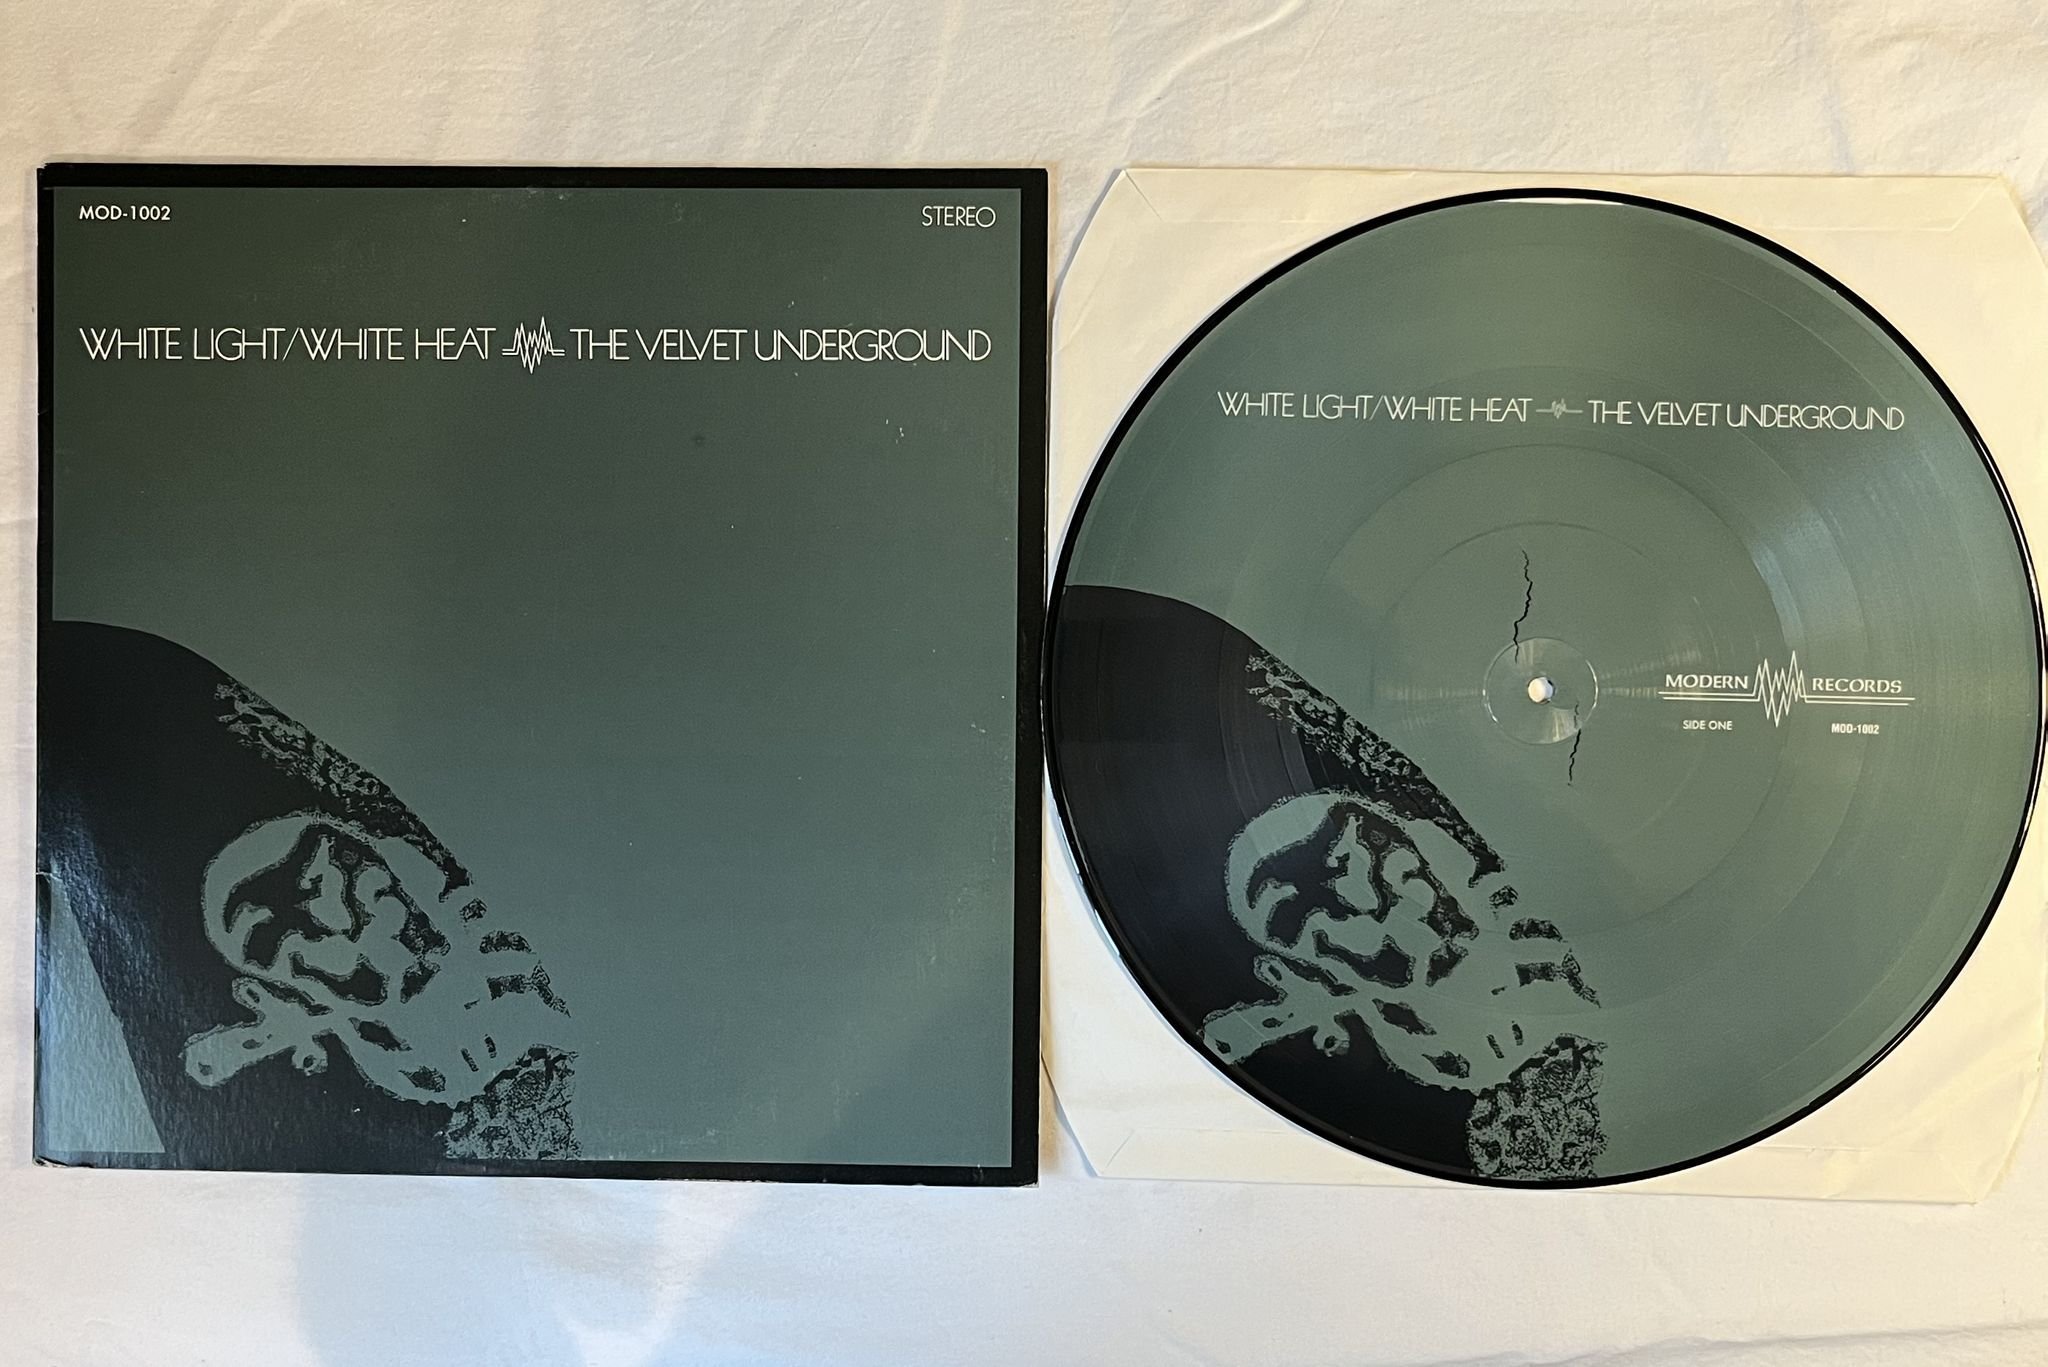 MOD-1002
STEREO
WHITE LIGHT/WHITE HEAT THE VELVET UNDERGROUND
WHITE LIGHT/WHITE HEAT THE VELVET UNDERGROUND
MODERN RECORDS
SIDE ONE
MOD-1002